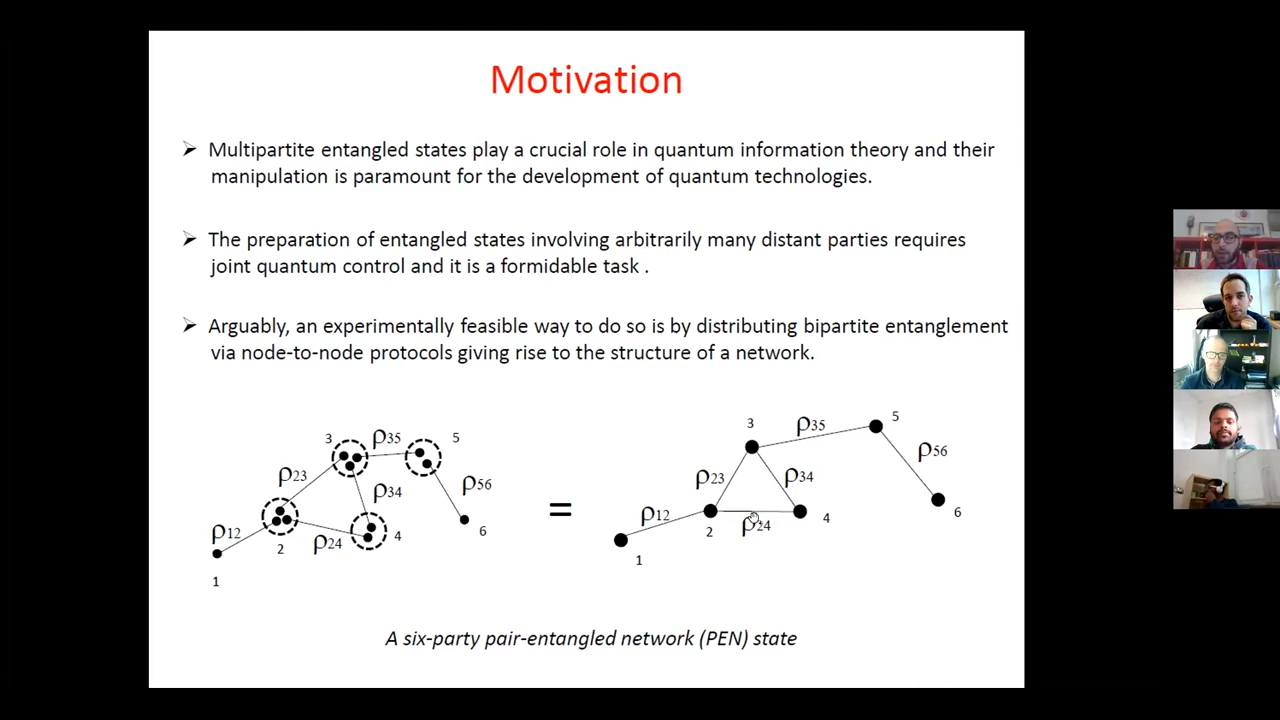 Motivation
➢ Multipartite entangled states play a crucial role in quantum information theory and their
manipulation is paramount for the development of quantum technologies.
➢ The preparation of entangled states involving arbitrarily many distant parties requires
joint quantum control and it is a formidable task .
➢ Arguably, an experimentally feasible way to do so is by distributing bipartite entanglement
via node-to-node protocols giving rise to the structure of a network.
3
ρ35
5
ρ23
ρ34
ρ56
ρ12
2
ρ24
4
6
1
=
3
ρ35
5
ρ23
ρ34
ρ56
ρ12
2
ρ24
4
6
1
A six-party pair-entangled network (PEN) state